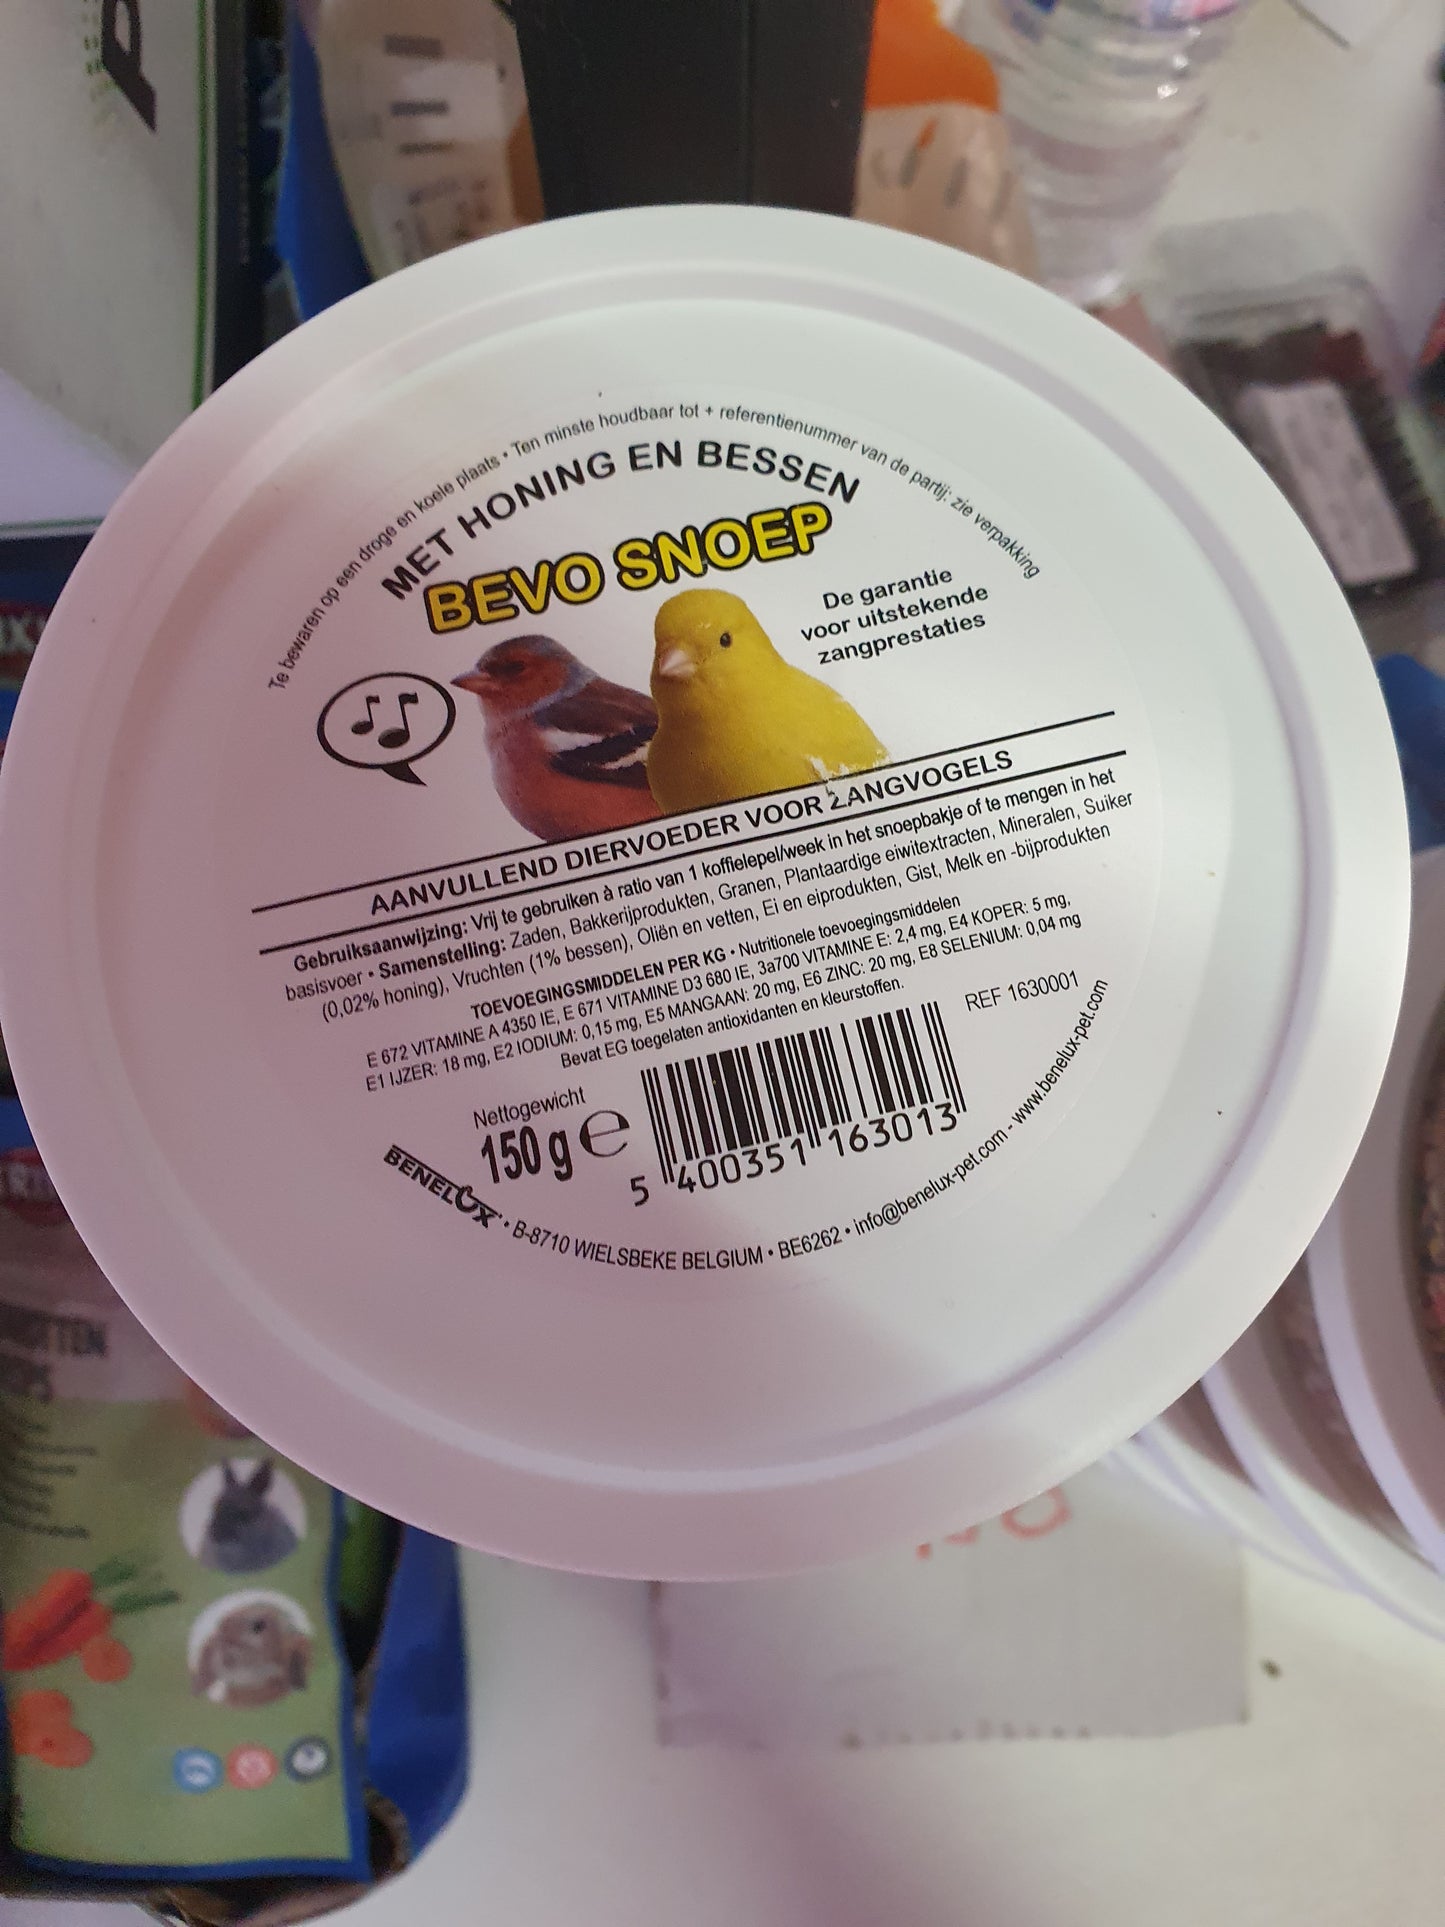 Te bewaren op een droge en koele plaats • Ten minste houdbaar tot + referentienummer van de partij: zie verpakking
MET HONING EN BESSEN
BEVO SNOEP
De garantie
voor uitstekende
zangprestaties
AANVULLEND DIERVOEDER VOOR ZANGVOGELS
Gebruiksaanwijzing: Vrij te gebruiken à ratio van 1 koffielepel/week in het snoepbakje of te mengen in het
basisvoer • Samenstelling: Zaden, Bakkerijprodukten, Granen, Plantaardige eiwitextracten, Mineralen, Suiker
(0,02% honing), Vruchten (1% bessen), Oliën en vetten, Ei en eiprodukten, Gist, Melk en -bijprodukten
TOEVOEGINGSMIDDELEN PER KG • Nutritionele toevoegingsmiddelen
E 672 VITAMINE A 4350 IE, E 671 VITAMINE D3 680 IE, 3a700 VITAMINE E: 2,4 mg, E4 KOPER: 5 mg,
E1 IJZER: 18 mg, E2 IODIUM: 0,15 mg, E5 MANGAAN: 20 mg, E6 ZINC: 20 mg, E8 SELENIUM: 0,04 mg
Bevat EG toegelaten antioxidanten en kleurstoffen.
REF 1630001
Nettogewicht
150 g e
5 400351 163013
BENELUX • B-8710 WIELSBEKE BELGIUM • BE6262 • info@benelux-pet.com - www.benelux-pet.com